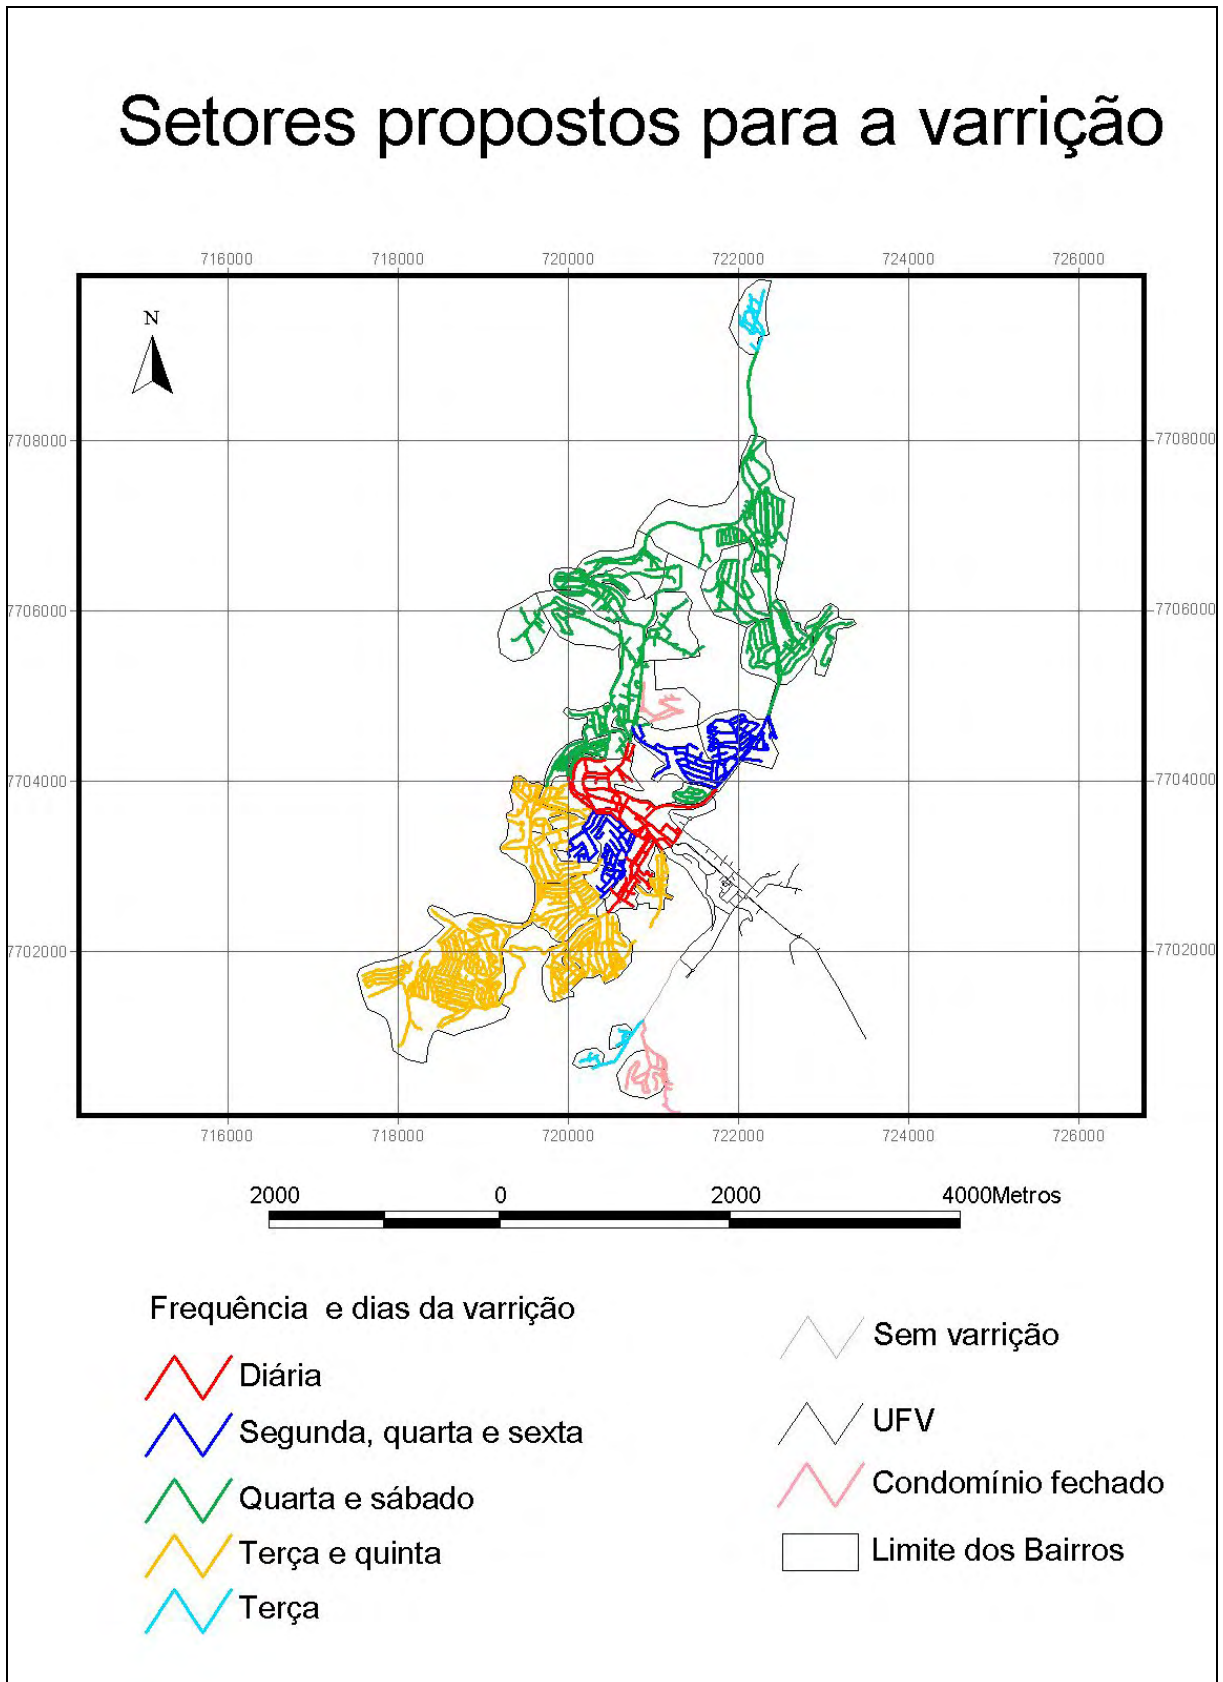 Setores propostos para a varrição
716000 718000 720000 722000 724000 726000
N
7708000 7708000
7706000 7706000
7704000 7704000
7702000 7702000
716000 718000 720000 722000 724000 726000
2000 0 2000 4000Metros
Frequência e dias da varrição
Diária
Segunda, quarta e sexta
Quarta e sábado
Terça e quinta
Terça
Sem varrição
UFV
Condomínio fechado
Limite dos Bairros